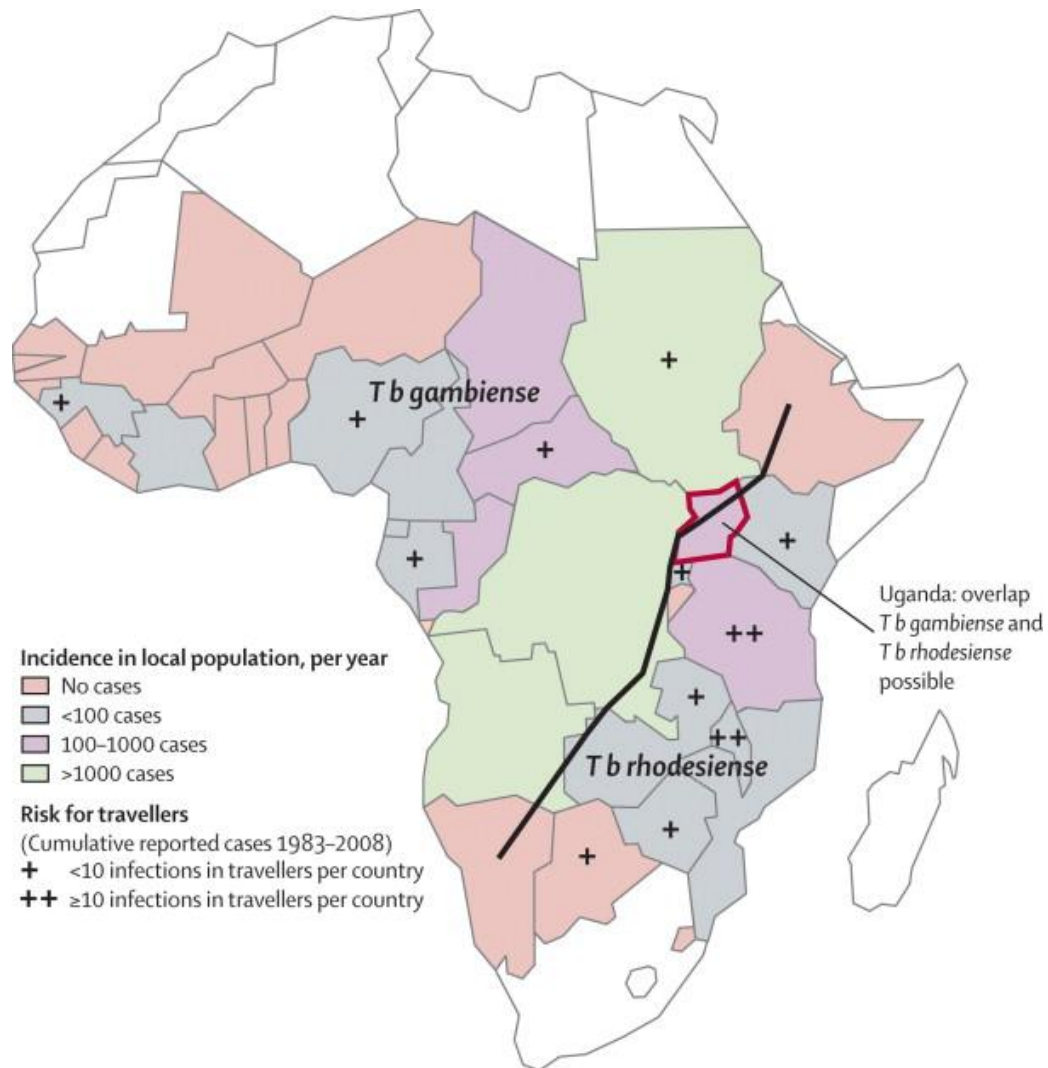 T b gambiense
Uganda: overlap
T b gambiense and
T b rhodesiense
possible
T b rhodesiense
Incidence in local population, per year
No cases
<100 cases
100–1000 cases
>1000 cases
Risk for travellers
(Cumulative reported cases 1983–2008)
+ <10 infections in travellers per country
++ ≥10 infections in travellers per country